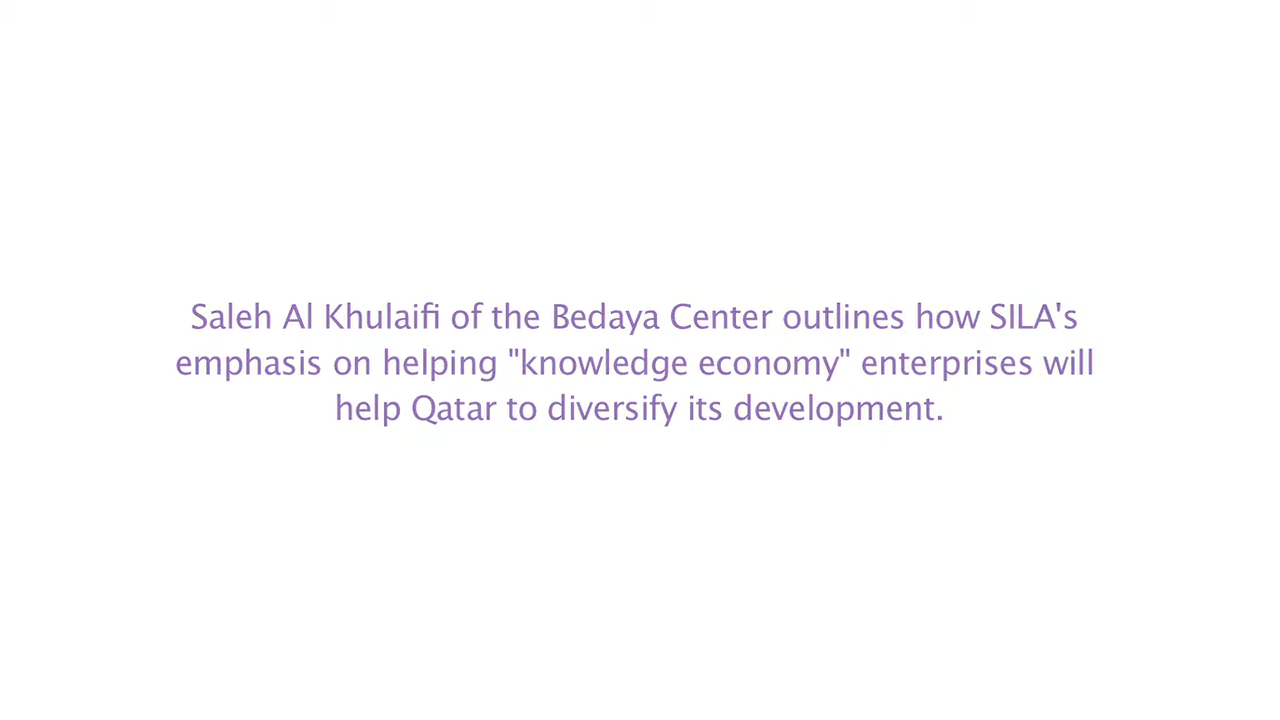 Saleh Al Khulaifi of the Bedaya Center outlines how SILA's
emphasis on helping "knowledge economy" enterprises will
help Qatar to diversify its development.